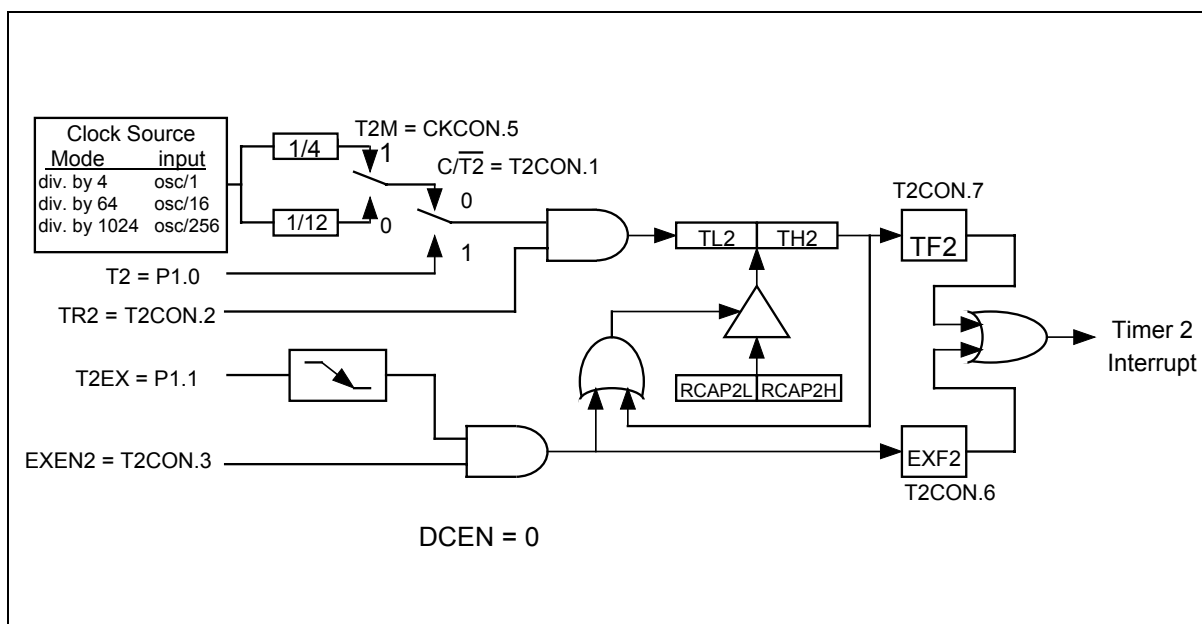 Clock Source
Mode input
div. by 4 osc/1
div. by 64 osc/16
div. by 1024 osc/256
1/4
1/12
T2M = CKCON.5
1
0
C/T2 = T2CON.1
0
1
T2 = P1.0
TR2 = T2CON.2
T2EX = P1.1
EXEN2 = T2CON.3
TL2 TH2
RCAP2L RCAP2H
T2CON.7
TF2
EXF2
T2CON.6
Timer 2
Interrupt
DCEN = 0